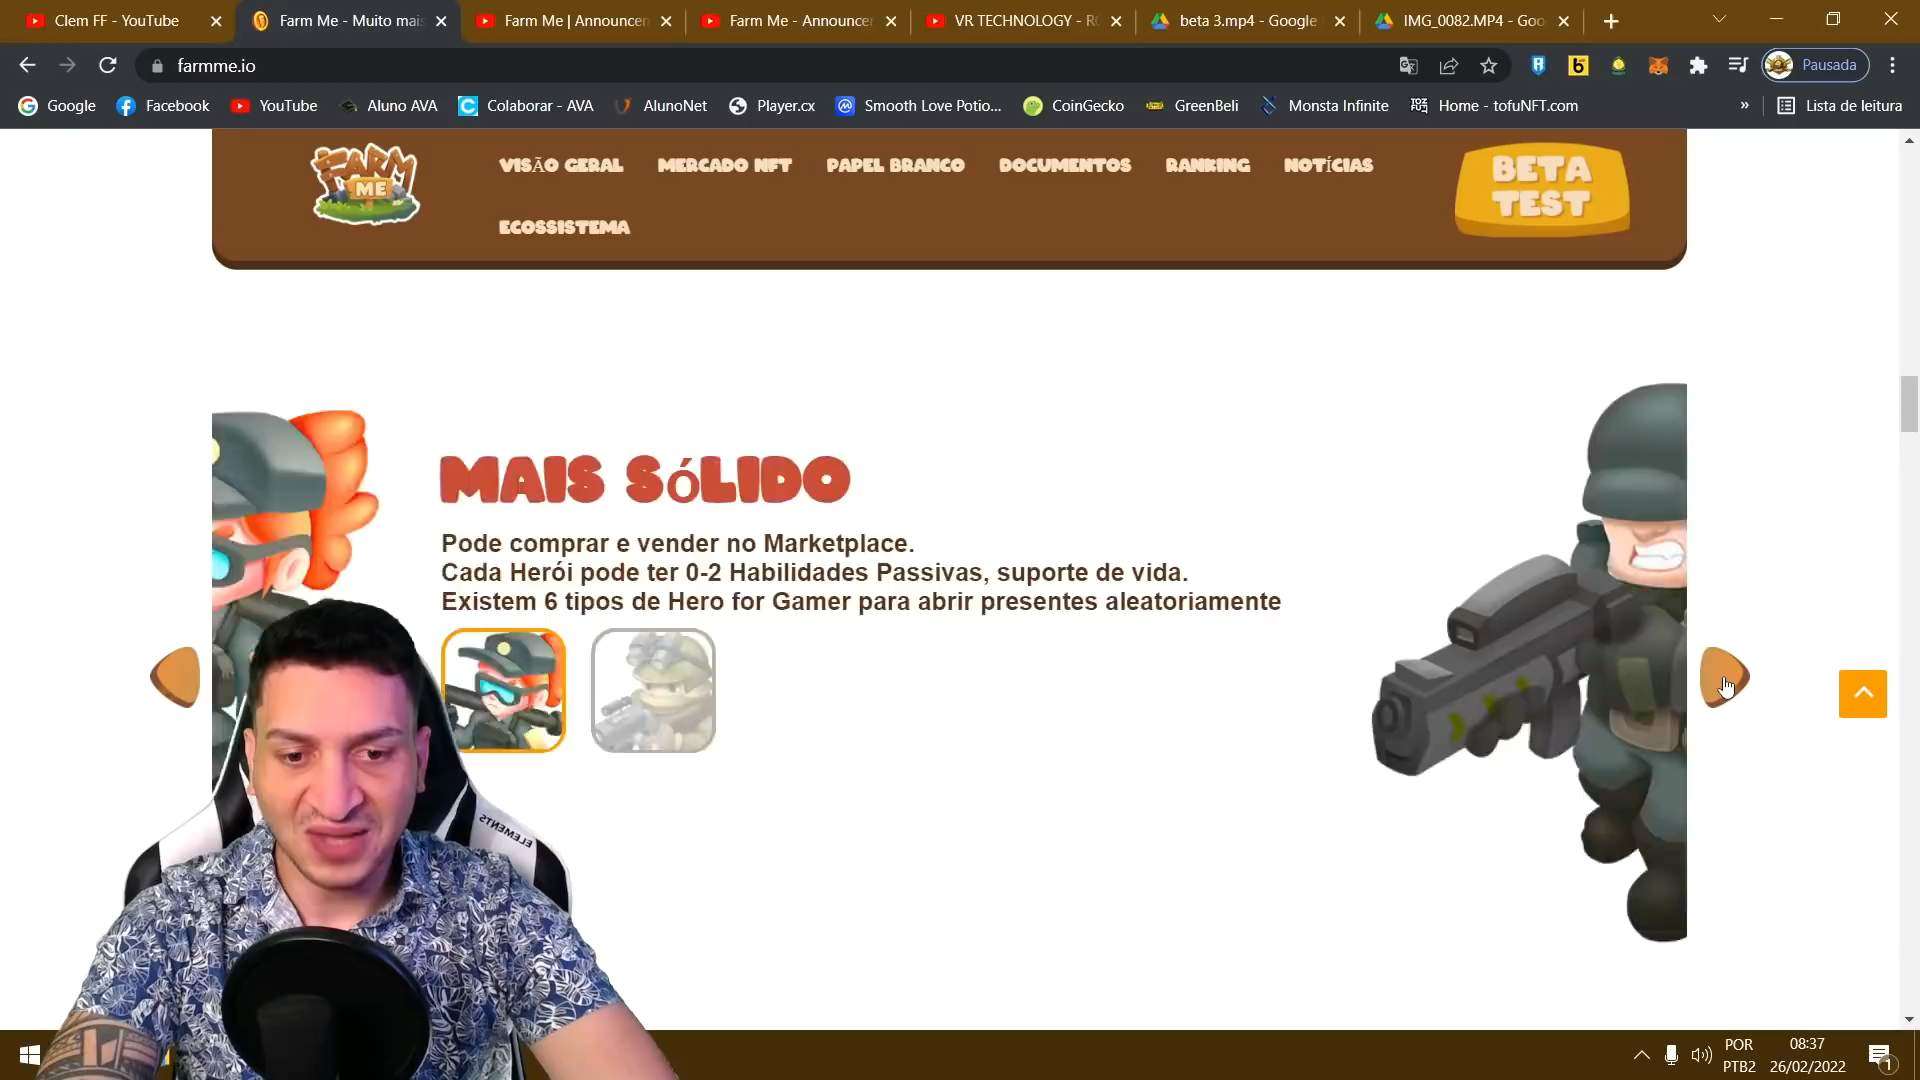 Clem FF - YouTube
Farm Me - Muito mais
Farm Me | Announcem
Farm Me - Announcem
VR TECHNOLOGY - R
beta 3.mp4 - Google
IMG_0082.MP4 - Goo
farmme.io
Pausada
Google
Facebook
YouTube
Aluno AVA
Colaborar - AVA
AlunoNet
Player.cx
Smooth Love Potio...
CoinGecko
GreenBeli
Monsta Infinite
Home - tofuNFT.com
»
Lista de leitura
FARM
ME
VISÃO GERAL
MERCADO NFT
PAPEL BRANCO
DOCUMENTOS
RANKING
NOTÍCIAS
ECOSSISTEMA
BETA
TEST
MAIS SÓLIDO
Pode comprar e vender no Marketplace.
Cada Herói pode ter 0-2 Habilidades Passivas, suporte de vida.
Existem 6 tipos de Hero for Gamer para abrir presentes aleatoriamente
ELEMENTS
POR
PTB2
08:37
26/02/2022
1